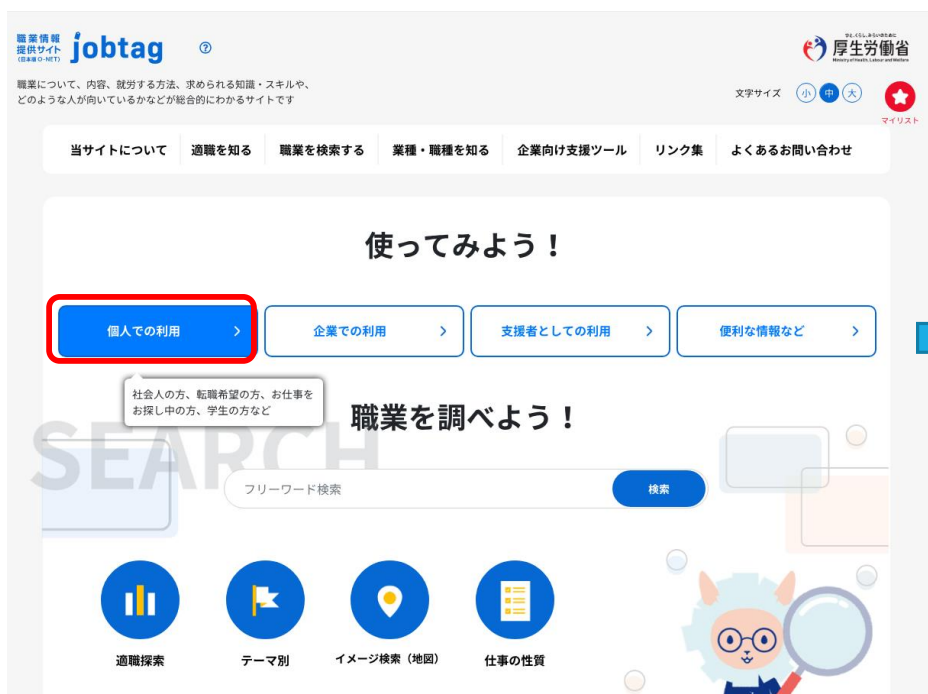 職業情報
提供サイト
(日本版O-NET)
jobtag
?
ひと、くらし、みらいのために
厚生労働省
Ministry of Health, Labour and Welfare
職業について、内容、就労する方法、求められる知識・スキルや、
どのような人が向いているかなどが総合的にわかるサイトです
文字サイズ 小 中 大
マイリスト
当サイトについて 適職を知る 職業を検索する 業種・職種を知る 企業向け支援ツール リンク集 よくあるお問い合わせ
使ってみよう！
個人での利用 企業での利用 支援者としての利用 便利な情報など
社会人の方、転職希望の方、お仕事を
お探し中の方、学生の方など
職業を調べよう！
SEARCH
フリーワード検索 検索
適職探索 テーマ別 イメージ検索（地図） 仕事の性質